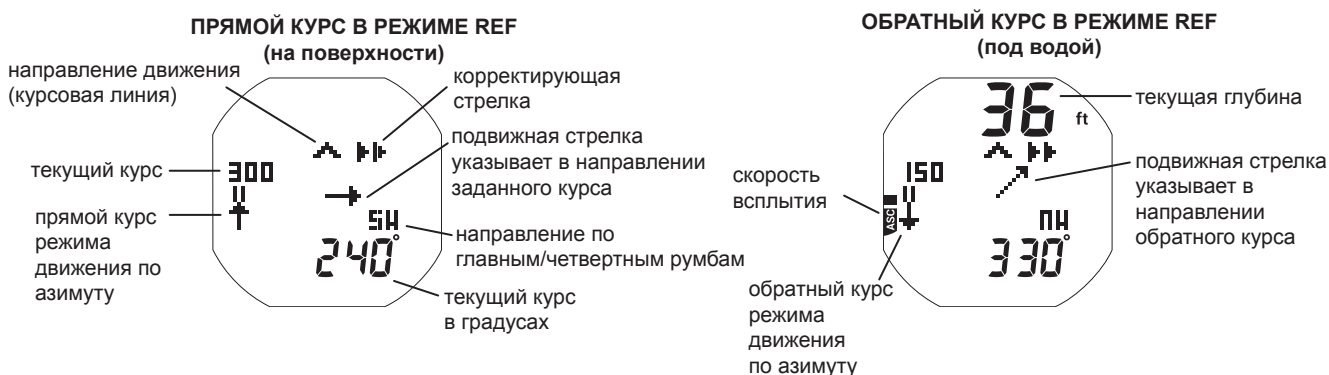 ПРЯМОЙ КУРС В РЕЖИМЕ REF
(на поверхности)
направление движения
(курсовая линия)
корректирующая
стрелка
подвижная стрелка
указывает в направлении
заданного курса
текущий курс
300
прямой курс
режима
движения по
азимуту
SW
240°
направление по
главным/четвертным румбам
текущий курс
в градусах
ОБРАТНЫЙ КУРС В РЕЖИМЕ REF
(под водой)
36
ft
текущая глубина
скорость
всплытия
150
ASC
подвижная стрелка
указывает в
направлении
обратного курса
NW
330°
обратный курс
режима
движения
по азимуту